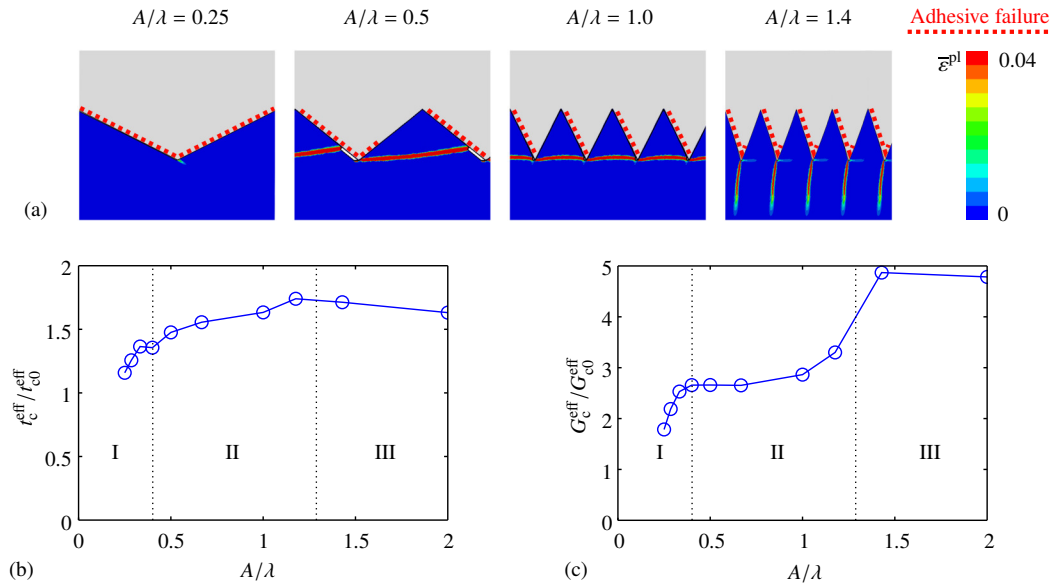 A/λ = 0.25 A/λ = 0.5 A/λ = 1.0 A/λ = 1.4 Adhesive failure
ε̅ᵖˡ 0.04
0
(a)
2
1.5
1
0.5
0
t_c^eff/t_c0^eff
I II III
0 0.5 1 1.5 2
A/λ
(b)
5
4
3
2
1
0
G_c^eff/G_c0^eff
I II III
0 0.5 1 1.5 2
A/λ
(c)